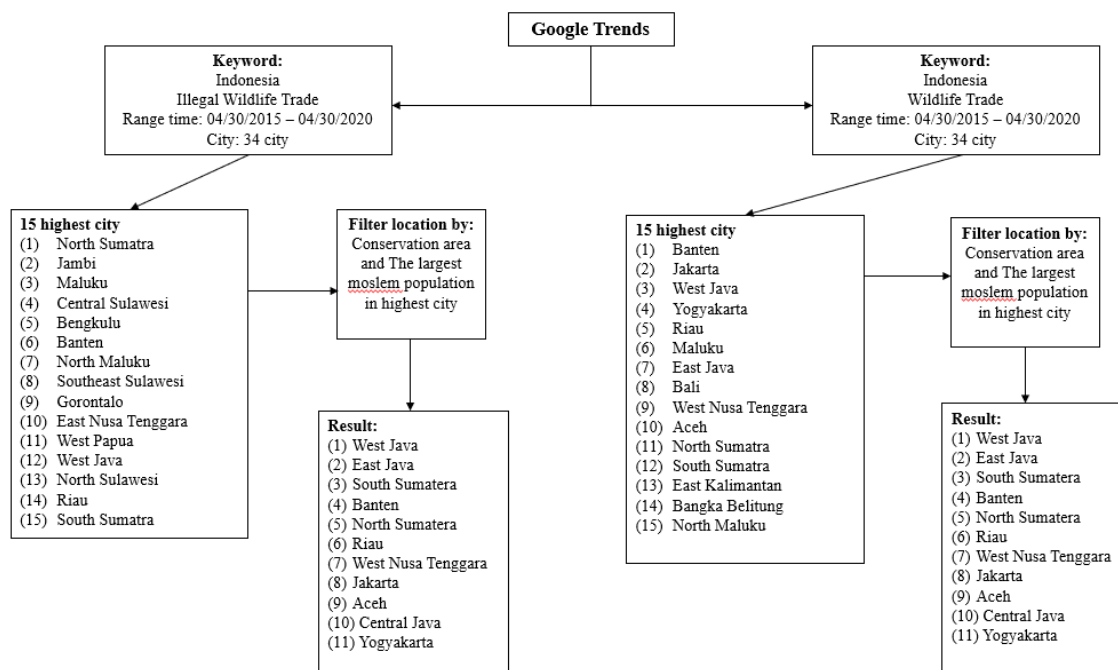 Google Trends
Keyword:
Indonesia
Illegal Wildlife Trade
Range time: 04/30/2015 – 04/30/2020
City: 34 city
Keyword:
Indonesia
Wildlife Trade
Range time: 04/30/2015 – 04/30/2020
City: 34 city
15 highest city
(1) North Sumatra
(2) Jambi
(3) Maluku
(4) Central Sulawesi
(5) Bengkulu
(6) Banten
(7) North Maluku
(8) Southeast Sulawesi
(9) Gorontalo
(10) East Nusa Tenggara
(11) West Papua
(12) West Java
(13) North Sulawesi
(14) Riau
(15) South Sumatra
Filter location by:
Conservation area
and The largest
moslem population
in highest city
Result:
(1) West Java
(2) East Java
(3) South Sumatera
(4) Banten
(5) North Sumatera
(6) Riau
(7) West Nusa Tenggara
(8) Jakarta
(9) Aceh
(10) Central Java
(11) Yogyakarta
15 highest city
(1) Banten
(2) Jakarta
(3) West Java
(4) Yogyakarta
(5) Riau
(6) Maluku
(7) East Java
(8) Bali
(9) West Nusa Tenggara
(10) Aceh
(11) North Sumatra
(12) South Sumatra
(13) East Kalimantan
(14) Bangka Belitung
(15) North Maluku
Filter location by:
Conservation area
and The largest
moslem population
in highest city
Result:
(1) West Java
(2) East Java
(3) South Sumatera
(4) Banten
(5) North Sumatera
(6) Riau
(7) West Nusa Tenggara
(8) Jakarta
(9) Aceh
(10) Central Java
(11) Yogyakarta